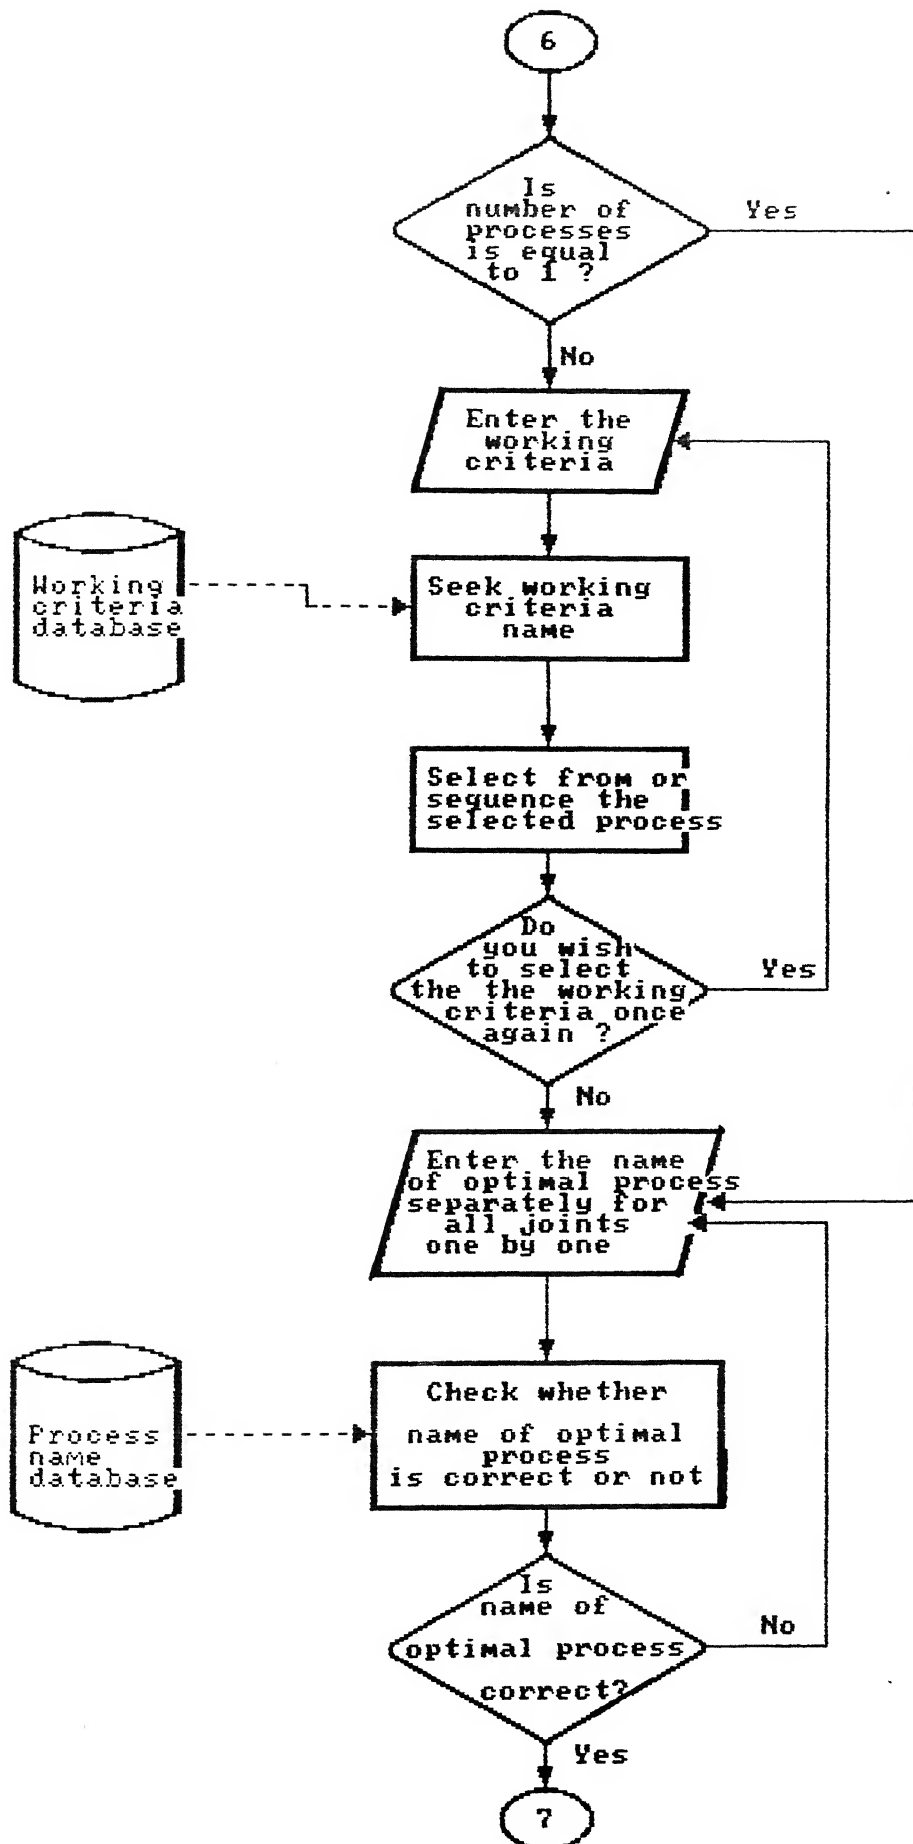 6
Is
number of
processes
is equal
to 1 ?
Yes
No
Enter the
working
criteria
Working
criteria
database
Seek working
criteria
name
Select from or
sequence the
selected process
Do
you wish
to select
the the working
criteria once
again ?
Yes
No
Enter the name
of optimal process
separately for
all joints
one by one
Process
name
database
Check whether
name of optimal
process
is correct or not
Is
name of
optimal process
correct?
No
Yes
7